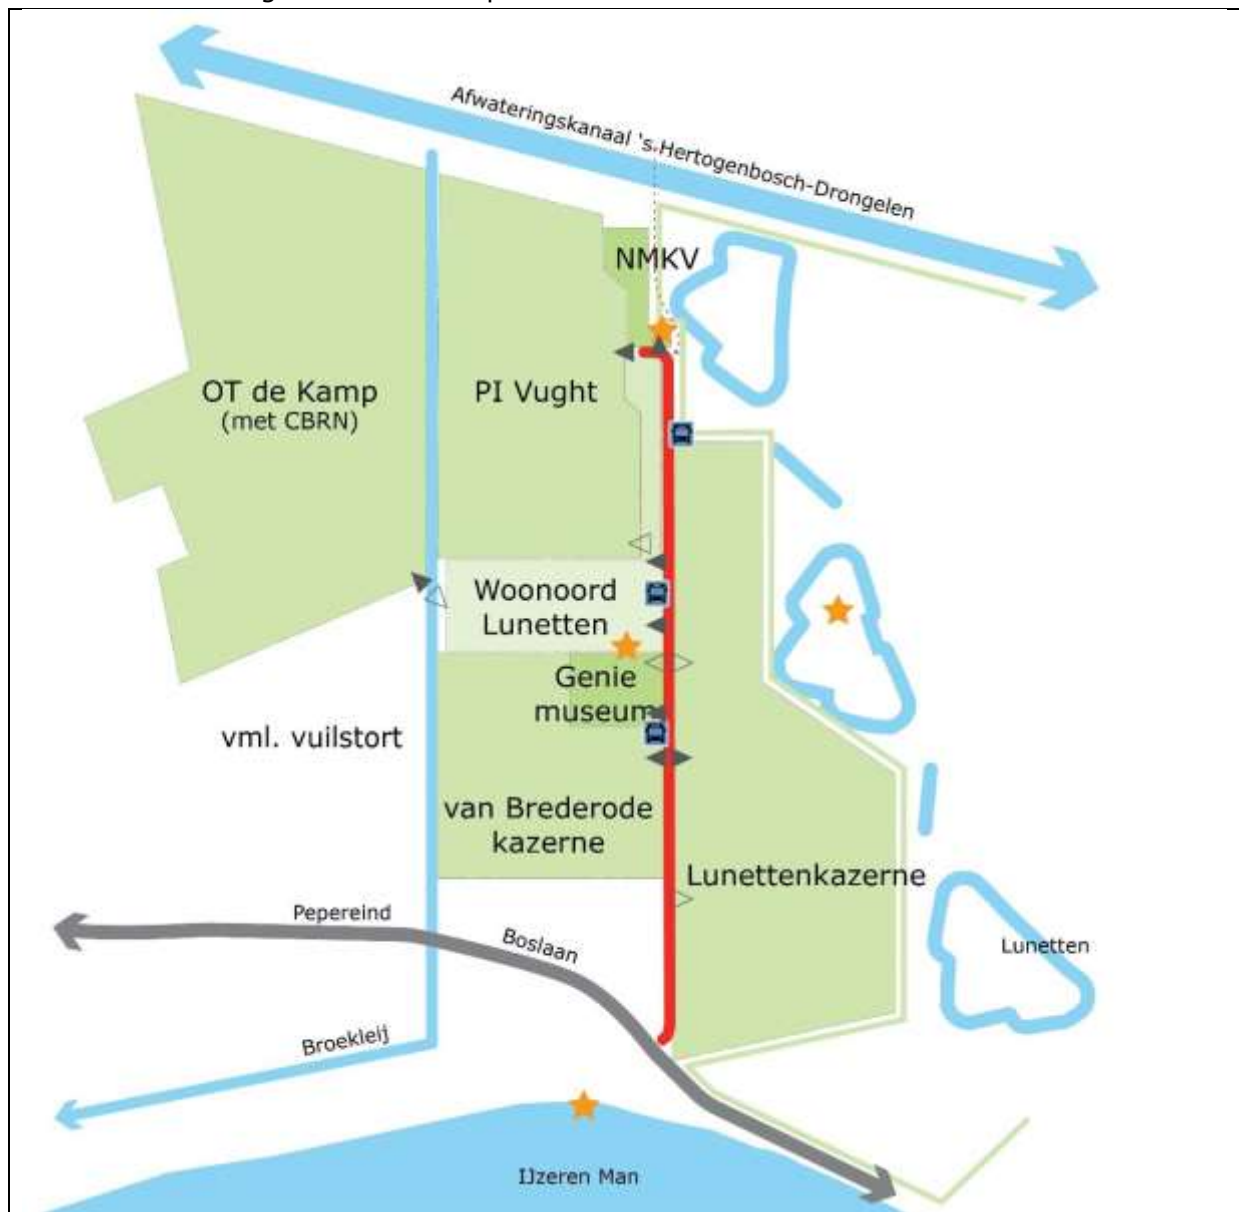 Afwateringskanaal 's Hertogenbosch-Drongelen
NMKV
OT de Kamp
(met CBRN)
PI Vught
Woonoord
Lunetten
Genie
museum
vml. vuilstort
van Brederode
kazerne
Lunettenkazerne
Pepereind
Boslaan
Lunetten
Broekleij
IJzeren Man